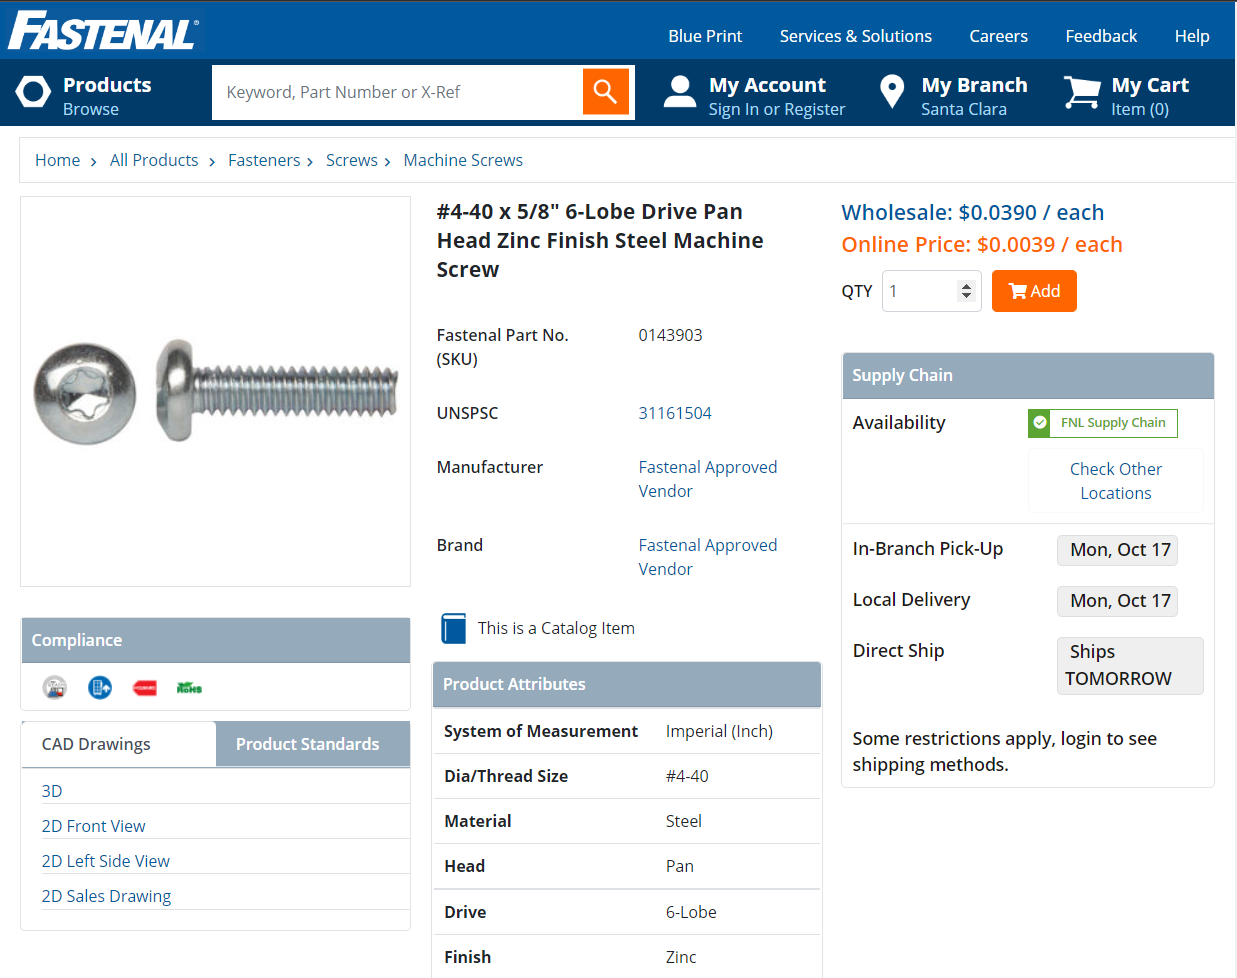 FASTENAL®
Blue Print
Services & Solutions
Careers
Feedback
Help
Products
Browse
Keyword, Part Number or X-Ref
My Account
Sign In or Register
My Branch
Santa Clara
My Cart
Item (0)
Home › All Products › Fasteners › Screws › Machine Screws
#4-40 x 5/8" 6-Lobe Drive Pan
Head Zinc Finish Steel Machine
Screw
Fastenal Part No.
(SKU)
0143903
UNSPSC
31161504
Manufacturer
Fastenal Approved
Vendor
Brand
Fastenal Approved
Vendor
This is a Catalog Item
Product Attributes
System of Measurement
Imperial (Inch)
Dia/Thread Size
#4-40
Material
Steel
Head
Pan
Drive
6-Lobe
Finish
Zinc
Wholesale: $0.0390 / each
Online Price: $0.0039 / each
QTY
1
Add
Supply Chain
Availability
FNL Supply Chain
Check Other
Locations
In-Branch Pick-Up
Mon, Oct 17
Local Delivery
Mon, Oct 17
Direct Ship
Ships
TOMORROW
Some restrictions apply, login to see
shipping methods.
Compliance
RoHS
CAD Drawings
Product Standards
3D
2D Front View
2D Left Side View
2D Sales Drawing